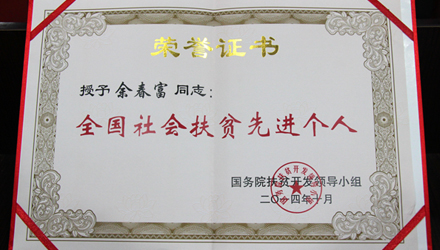 荣誉证书
授予余春富同志：
全国社会扶贫先进个人
国务院扶贫开发领导小组
二〇一四年一月